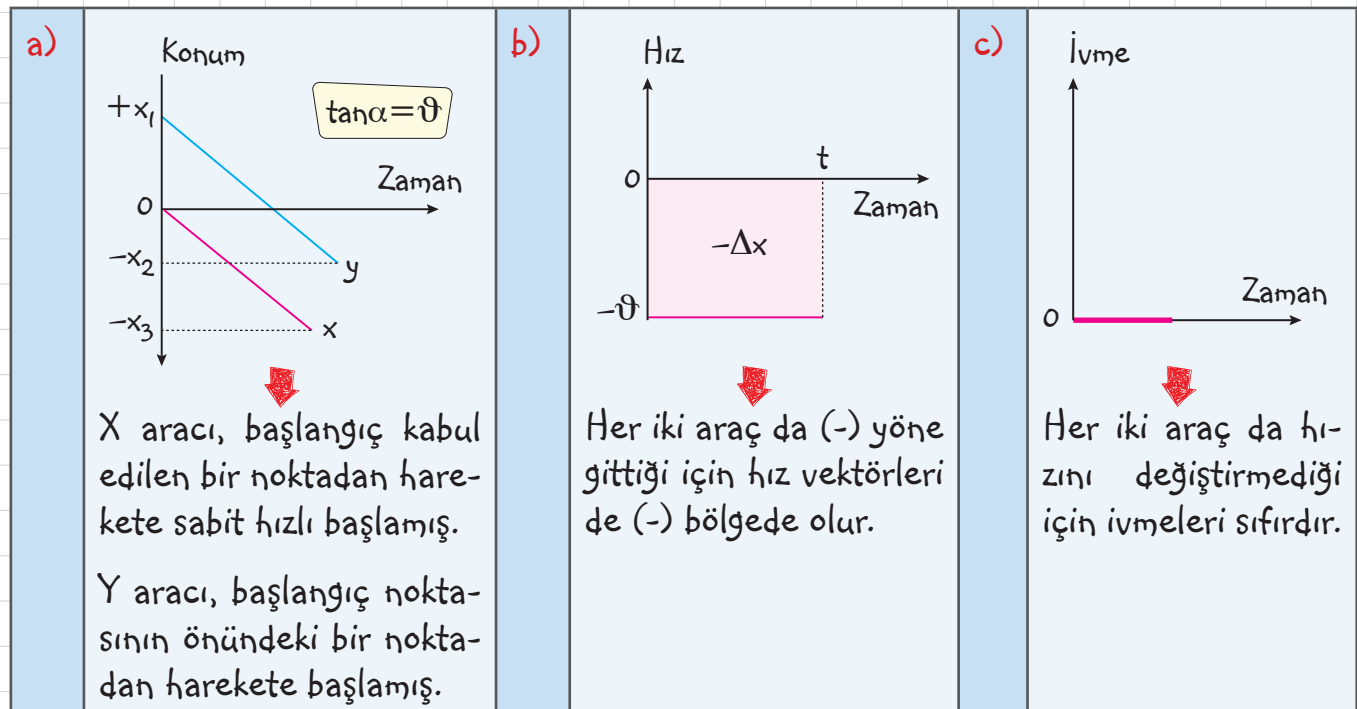 a)
Konum
+x1
tanα=ϑ
Zaman
0
-x2
y
-x3
x
X aracı, başlangıç kabul
edilen bir noktadan hare-
kete sabit hızlı başlamış.
Y aracı, başlangıç nokta-
sının önündeki bir nokta-
dan harekete başlamış.
b)
Hız
t
0
Zaman
-Δx
-ϑ
Her iki araç da (-) yöne
gittiği için hız vektörleri
de (-) bölgede olur.
c)
İvme
Zaman
0
Her iki araç da hı-
zını değiştirmediği
için ivmeleri sıfırdır.